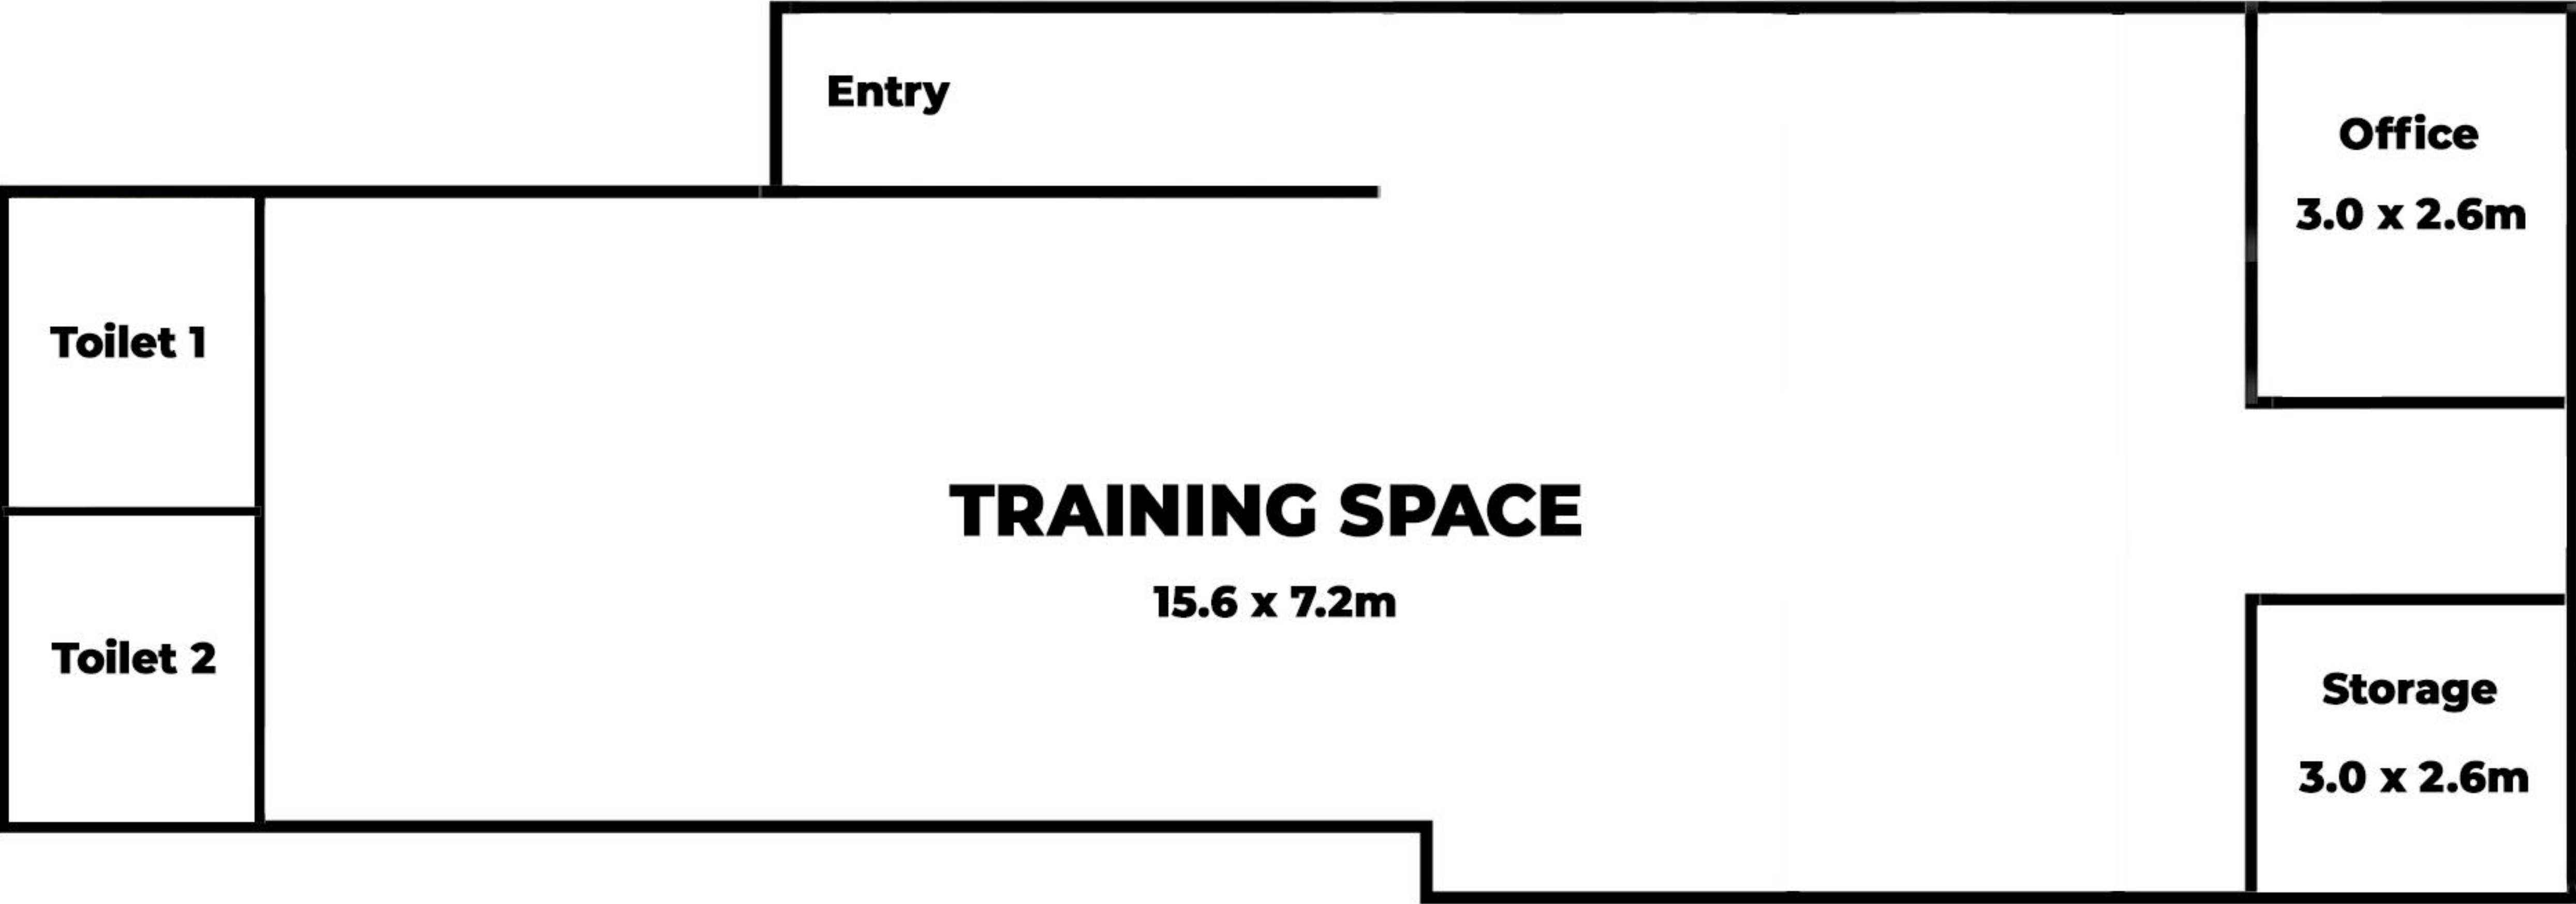 Entry
Office
3.0 x 2.6m
Toilet 1
TRAINING SPACE
15.6 x 7.2m
Toilet 2
Storage
3.0 x 2.6m